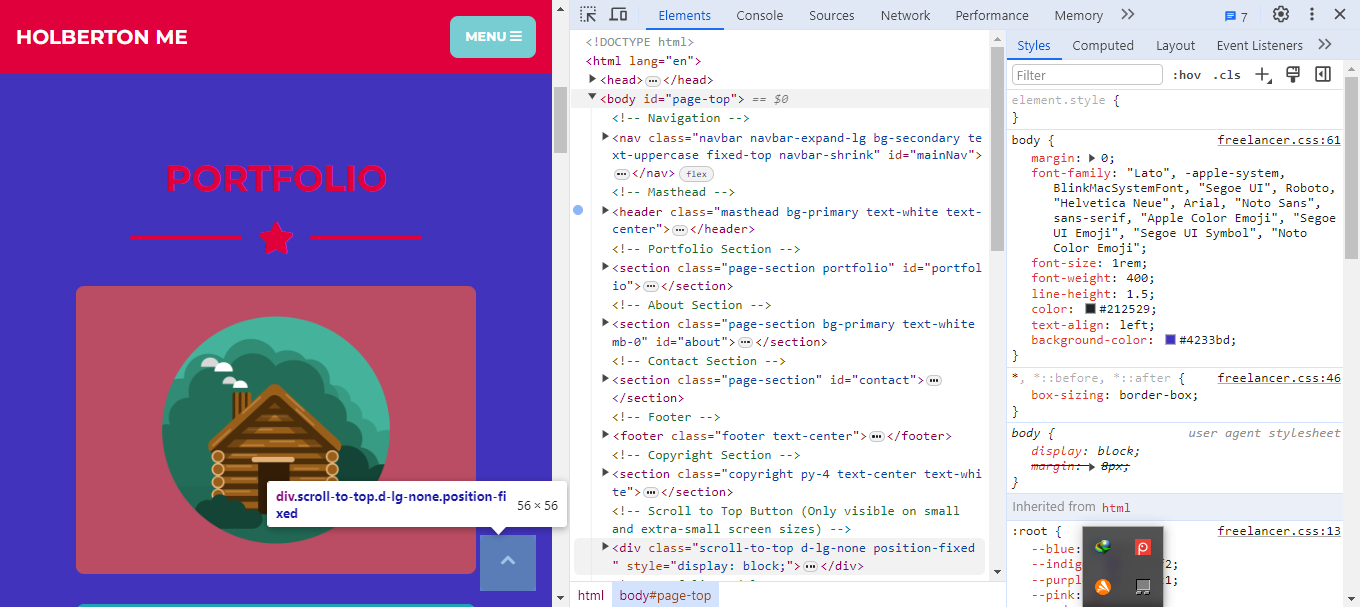 HOLBERTON ME
MENU
PORTFOLIO
div.scroll-to-top.d-lg-none.position-fi
xed
56 × 56
Elements Console Sources Network Performance Memory 7
<!DOCTYPE html>
<html lang="en">
<head> </head>
<body id="page-top"> == $0
<!-- Navigation -->
<nav class="navbar navbar-expand-lg bg-secondary te
xt-uppercase fixed-top navbar-shrink" id="mainNav">
</nav> flex
<!-- Masthead -->
<header class="masthead bg-primary text-white text-
center"> </header>
<!-- Portfolio Section -->
<section class="page-section portfolio" id="portfol
io"> </section>
<!-- About Section -->
<section class="page-section bg-primary text-white
mb-0" id="about"> </section>
<!-- Contact Section -->
<section class="page-section" id="contact">
</section>
<!-- Footer -->
<footer class="footer text-center"> </footer>
<!-- Copyright Section -->
<section class="copyright py-4 text-center text-whi
te"> </section>
<!-- Scroll to Top Button (Only visible on small
and extra-small screen sizes) -->
<div class="scroll-to-top d-lg-none position-fixed
" style="display: block;"> </div>
html body#page-top
Styles Computed Layout Event Listeners
Filter :hov .cls
element.style {
}
body { freelancer.css:61
margin: 0;
font-family: "Lato", -apple-system,
BlinkMacSystemFont, "Segoe UI", Roboto,
"Helvetica Neue", Arial, "Noto Sans",
sans-serif, "Apple Color Emoji", "Segoe
UI Emoji", "Segoe UI Symbol", "Noto
Color Emoji";
font-size: 1rem;
font-weight: 400;
line-height: 1.5;
color: #212529;
text-align: left;
background-color: #4233bd;
}
*, *::before, *::after { freelancer.css:46
box-sizing: border-box;
}
body { user agent stylesheet
display: block;
margin: 8px;
}
Inherited from html
:root { freelancer.css:13
--blue:
--indig 2;
--purpl 1;
--pink: